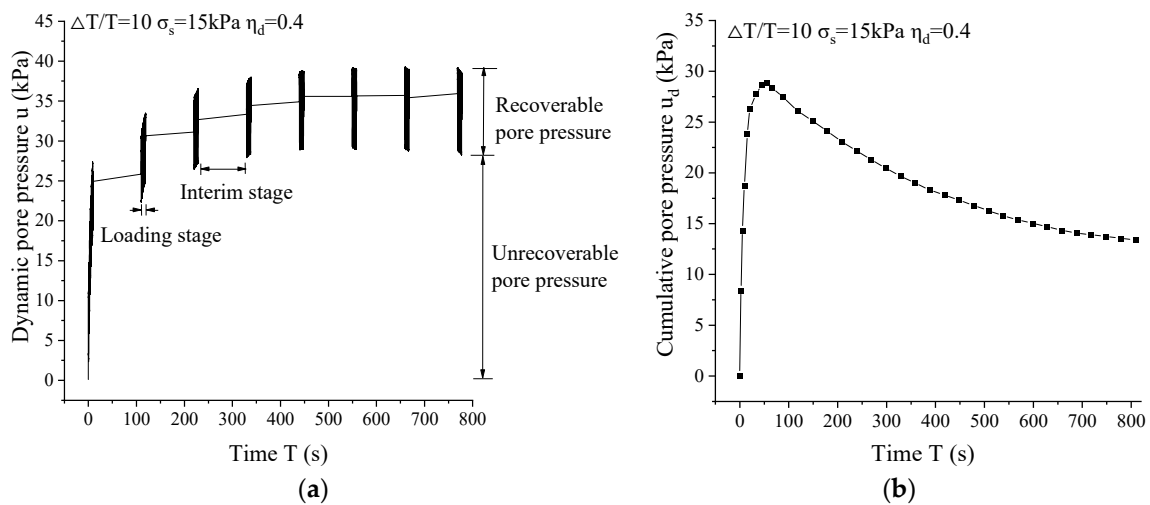 △T/T=10 σs=15kPa ηd=0.4
Dynamic pore pressure u (kPa)
45
40
35
30
25
20
15
10
5
0
Recoverable
pore pressure
Interim stage
Loading stage
Unrecoverable
pore pressure
0 100 200 300 400 500 600 700 800
Time T (s)
(a)
△T/T=10 σs=15kPa ηd=0.4
Cumulative pore pressure ud (kPa)
35
30
25
20
15
10
5
0
0 100 200 300 400 500 600 700 800
Time T (s)
(b)